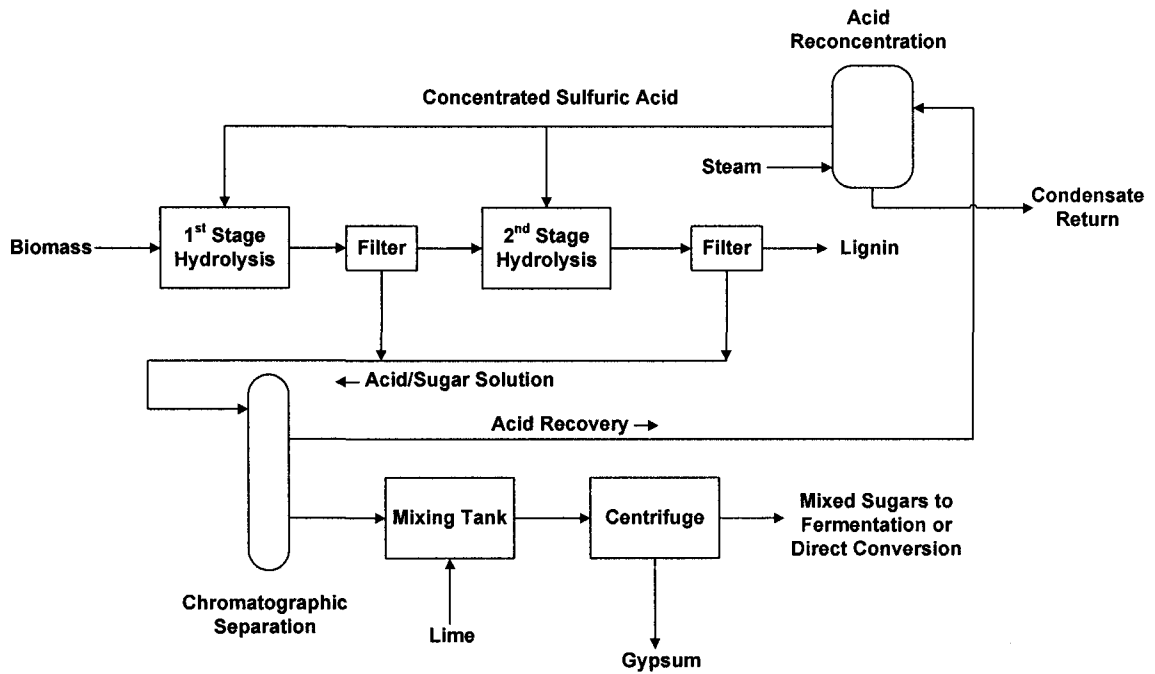 Acid
Reconcentration
Concentrated Sulfuric Acid
Steam
Condensate
Return
Biomass
1st Stage
Hydrolysis
Filter
2nd Stage
Hydrolysis
Filter
Lignin
Acid/Sugar Solution
Acid Recovery
Mixing Tank
Centrifuge
Mixed Sugars to
Fermentation or
Direct Conversion
Chromatographic
Separation
Lime
Gypsum